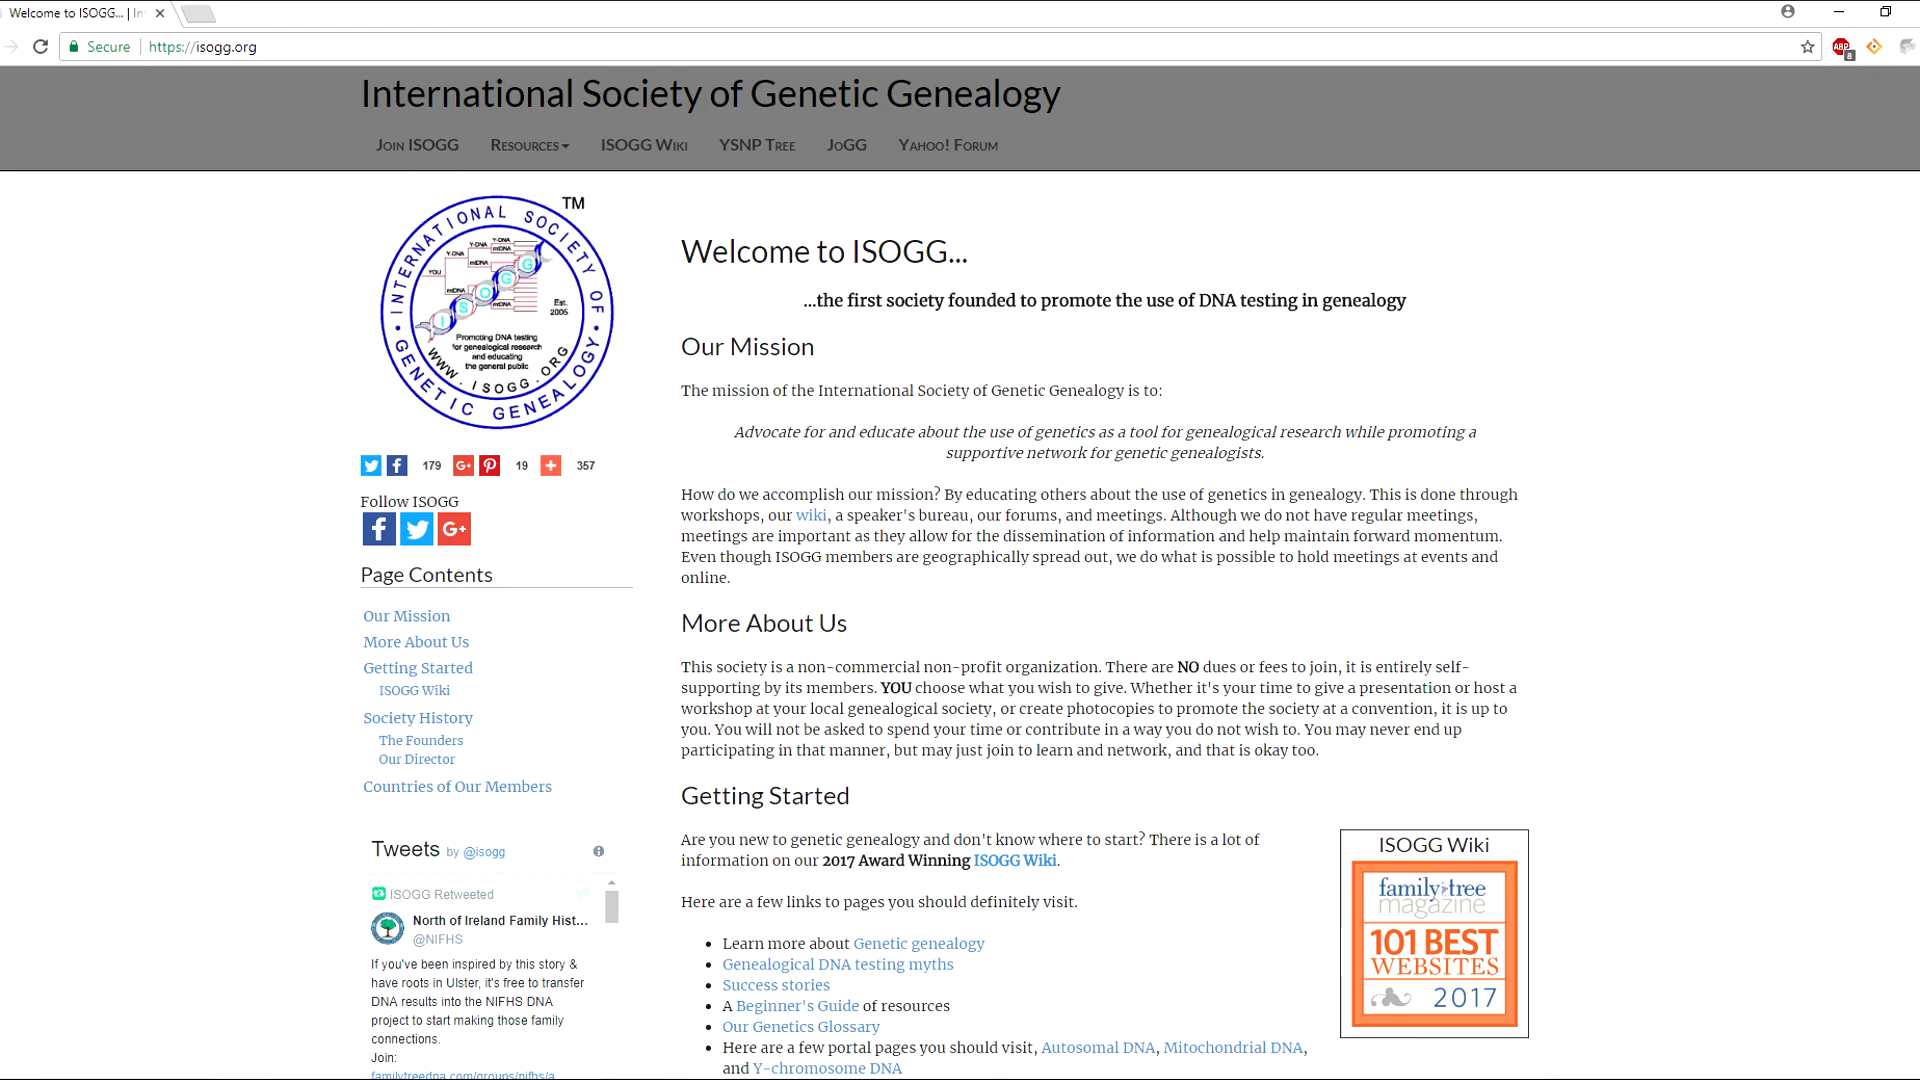 Welcome to ISOGG... | In
Secure
https://isogg.org
ABP
8
International Society of Genetic Genealogy
JOIN ISOGG
RESOURCES
ISOGG WIKI
YSNP TREE
JOGG
YAHOO! FORUM
TM
INTERNATIONAL SOCIETY OF
GENETIC GENEALOGY
Y-DNA
Y-DNA
mtDNA
Y-DNA
mtDNA
YOU
mtDNA
Y-DNA
mtDNA
mtDNA
ISOGG
Est.
2005
Promoting DNA testing
for genealogical research
and educating
the general public
WWW.ISOGG.ORG
Welcome to ISOGG...
...the first society founded to promote the use of DNA testing in genealogy
Our Mission
The mission of the International Society of Genetic Genealogy is to:
Advocate for and educate about the use of genetics as a tool for genealogical research while promoting a
supportive network for genetic genealogists.
How do we accomplish our mission? By educating others about the use of genetics in genealogy. This is done through
workshops, our wiki, a speaker's bureau, our forums, and meetings. Although we do not have regular meetings,
meetings are important as they allow for the dissemination of information and help maintain forward momentum.
Even though ISOGG members are geographically spread out, we do what is possible to hold meetings at events and
online.
More About Us
This society is a non-commercial non-profit organization. There are NO dues or fees to join, it is entirely self-
supporting by its members. YOU choose what you wish to give. Whether it's your time to give a presentation or host a
workshop at your local genealogical society, or create photocopies to promote the society at a convention, it is up to
you. You will not be asked to spend your time or contribute in a way you do not wish to. You may never end up
participating in that manner, but may just join to learn and network, and that is okay too.
Getting Started
Are you new to genetic genealogy and don't know where to start? There is a lot of
information on our 2017 Award Winning ISOGG Wiki.
Here are a few links to pages you should definitely visit.
Learn more about Genetic genealogy
Genealogical DNA testing myths
Success stories
A Beginner's Guide of resources
Our Genetics Glossary
Here are a few portal pages you should visit, Autosomal DNA, Mitochondrial DNA,
and Y-chromosome DNA
ISOGG Wiki
family tree
magazine
101 BEST
WEBSITES
2017
179
19
357
Follow ISOGG
Page Contents
Our Mission
More About Us
Getting Started
ISOGG Wiki
Society History
The Founders
Our Director
Countries of Our Members
Tweets by @isogg
ISOGG Retweeted
North of Ireland Family Hist...
@NIFHS
If you've been inspired by this story &
have roots in Ulster, it's free to transfer
DNA results into the NIFHS DNA
project to start making those family
connections.
Join:
familytreedna.com/groups/nifhs/a